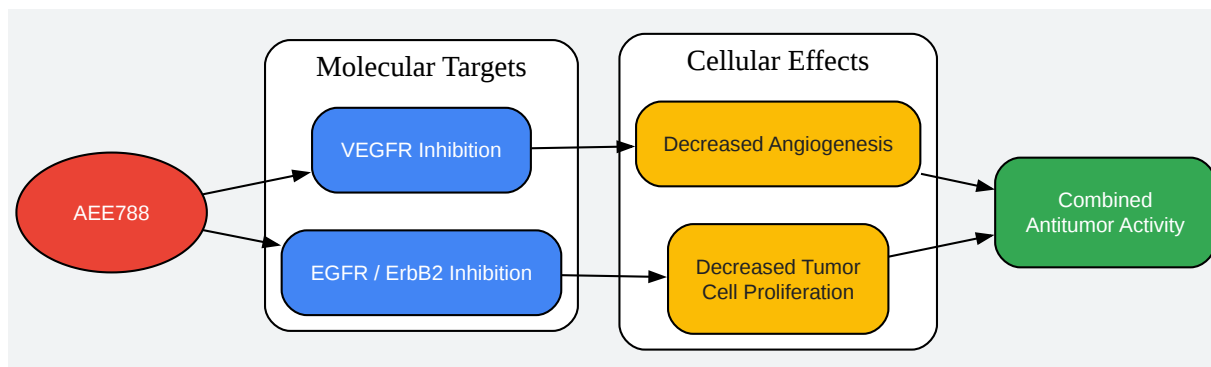 AEE788
Molecular Targets
VEGFR Inhibition
EGFR / ErbB2 Inhibition
Cellular Effects
Decreased Angiogenesis
Decreased Tumor
Cell Proliferation
Combined
Antitumor Activity